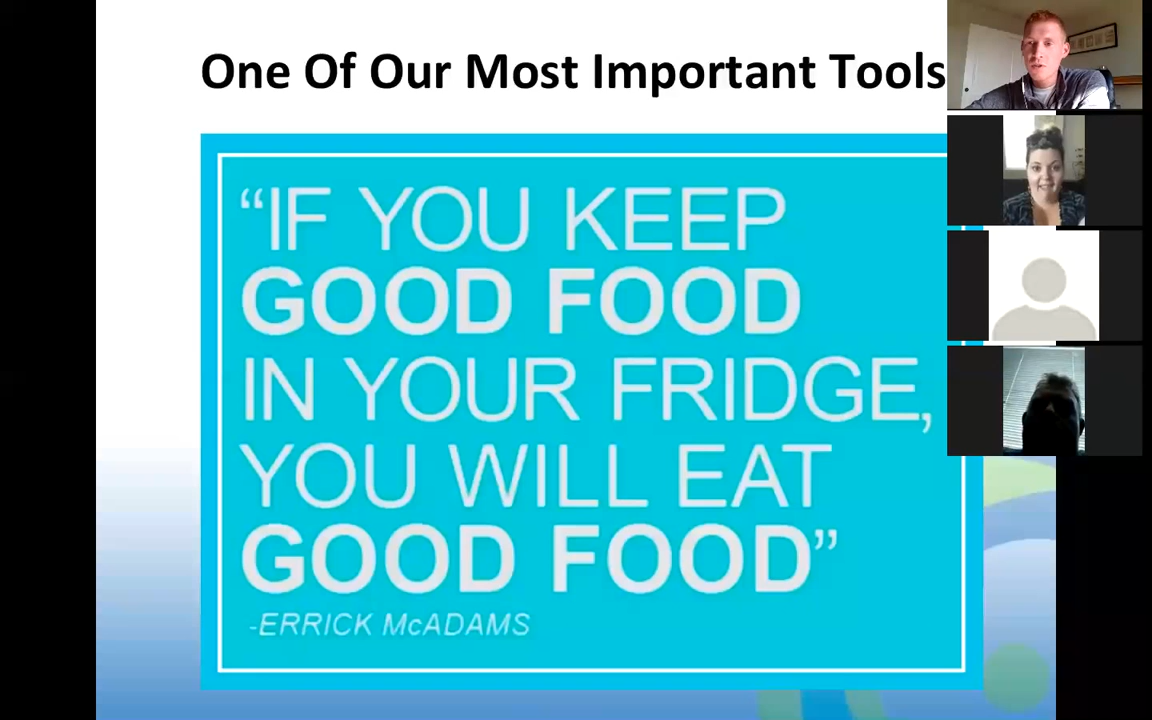 One Of Our Most Important Tools
“IF YOU KEEP
GOOD FOOD
IN YOUR FRIDGE,
YOU WILL EAT
GOOD FOOD”
-ERRICK McADAMS